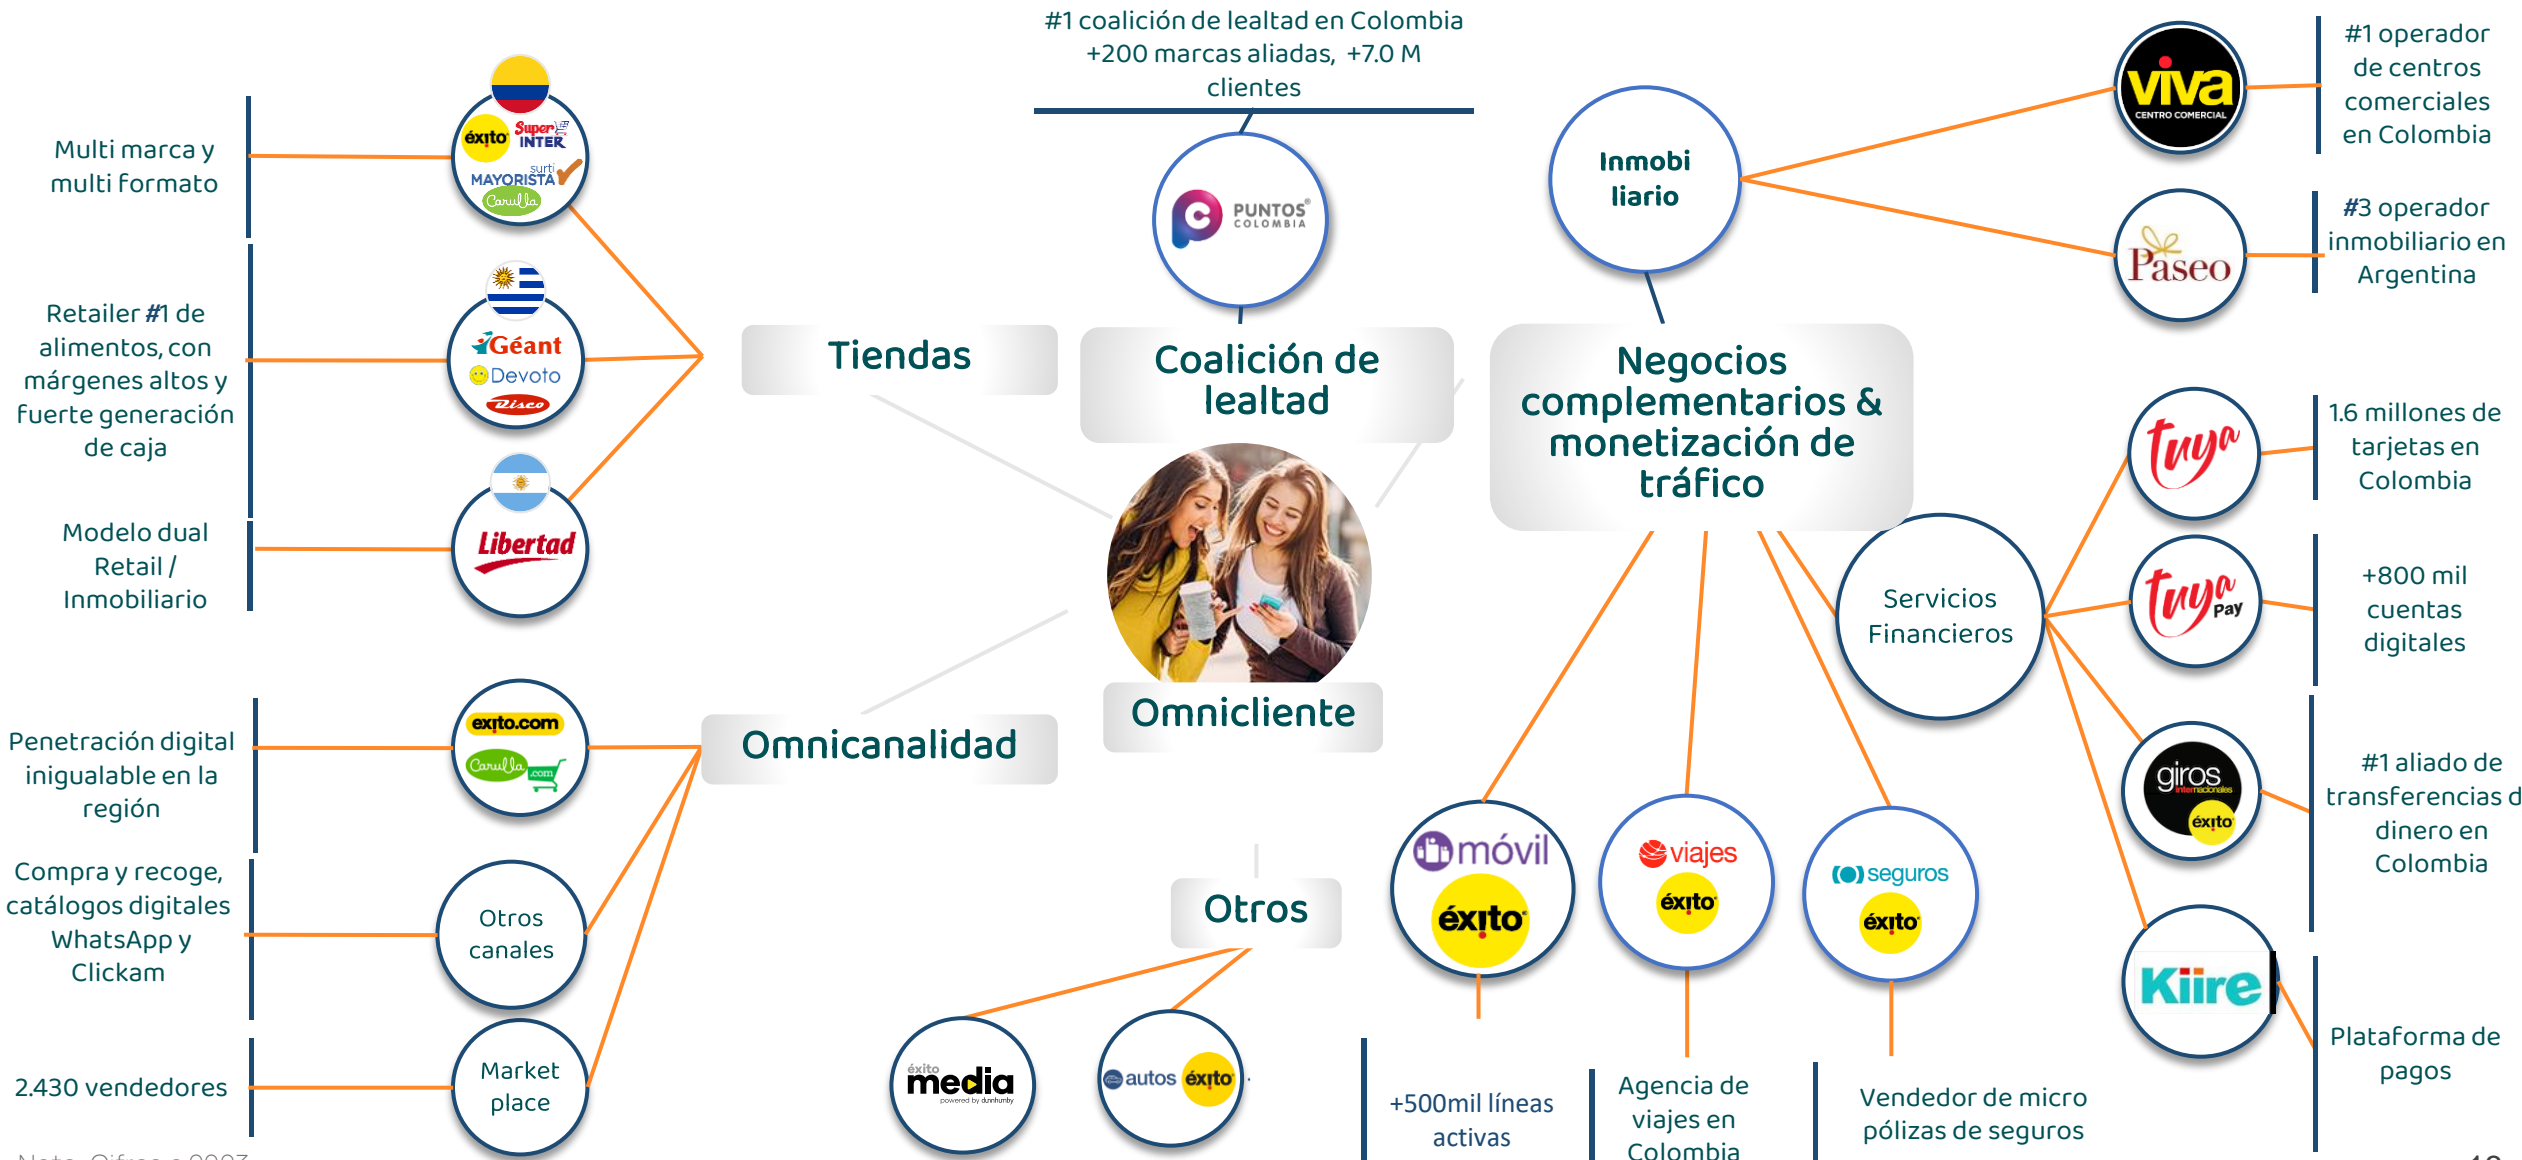 #1 coalición de lealtad en Colombia
+200 marcas aliadas, +7.0 M
clientes
PUNTOS
COLOMBIA
Coalición de
lealtad
Multi marca y
multi formato
éxito
Super
INTER
surti
MAYORISTA
Carulla
Retailer #1 de
alimentos, con
márgenes altos y
fuerte generación
de caja
Géant
Devoto
Disco
Modelo dual
Retail /
Inmobiliario
Libertad
Tiendas
Penetración digital
inigualable en la
región
exito.com
Carulla
.com
Compra y recoge,
catálogos digitales
WhatsApp y
Clickam
Otros
canales
2.430 vendedores
Market
place
Omnicanalidad
Omnicliente
Otros
éxito
media
powered by dunnhumby
autos éxito
Inmobi
liario
viva
CENTRO COMERCIAL
#1 operador
de centros
comerciales
en Colombia
Paseo
#3 operador
inmobiliario en
Argentina
Negocios
complementarios &
monetización de
tráfico
Servicios
Financieros
tuya
1.6 millones de
tarjetas en
Colombia
tuya
Pay
+800 mil
cuentas
digitales
giros
internacionales
éxito
#1 aliado de
transferencias d
dinero en
Colombia
Kiire
Plataforma de
pagos
móvil
éxito
+500mil líneas
activas
viajes
éxito
Agencia de
viajes en
Colombia
seguros
éxito
Vendedor de micro
pólizas de seguros